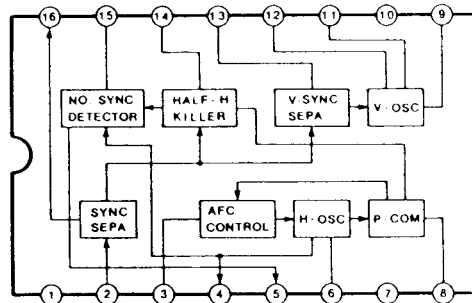 16 15 14 13 12 11 10 9
NO. SYNC DETECTOR
HALF-H KILLER
V-SYNC SEPA
V-OSC
SYNC SEPA
AFC CONTROL
H-OSC
P-COM
1 2 3 4 5 6 7 8